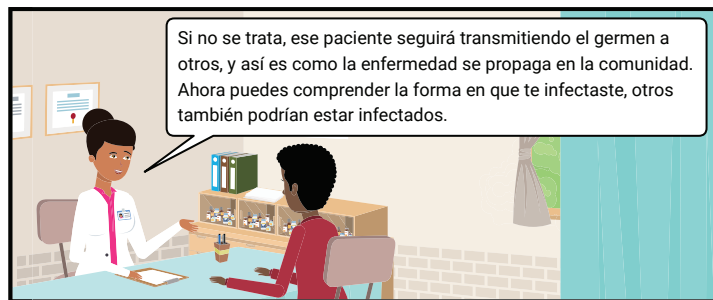 Si no se trata, ese paciente seguirá transmitiendo el germen a
otros, y así es como la enfermedad se propaga en la comunidad.
Ahora puedes comprender la forma en que te infectaste, otros
también podrían estar infectados.